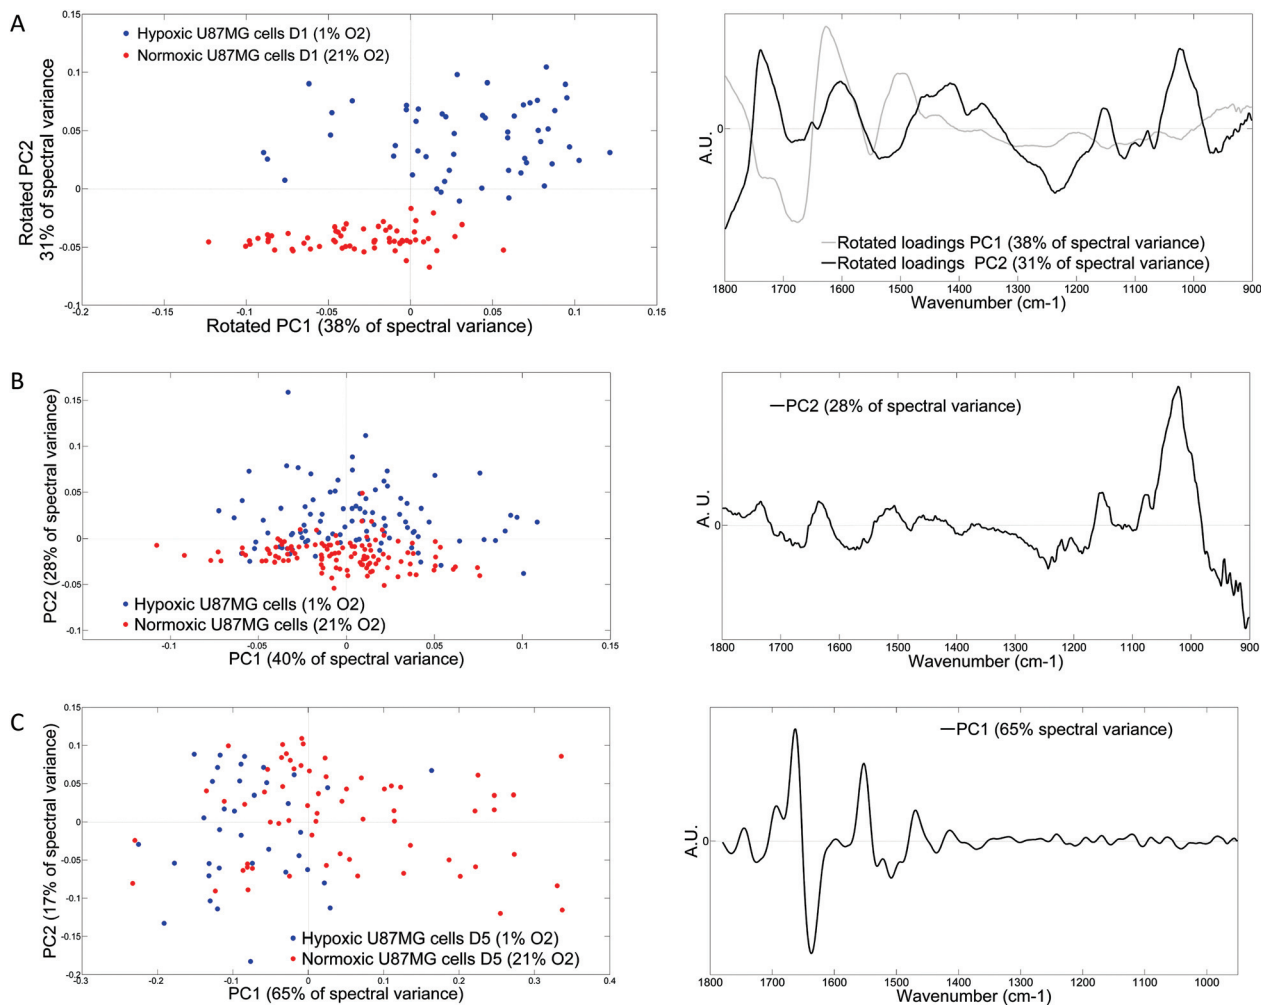 A
Hypoxic U87MG cells D1 (1% O2)
Normoxic U87MG cells D1 (21% O2)
0.15
0.1
0.05
0
-0.05
-0.1
-0.2
-0.15
-0.1
-0.05
0
0.05
0.1
0.15
Rotated PC2
31% of spectral variance
Rotated PC1 (38% of spectral variance)
A.U.
0
Rotated loadings PC1 (38% of spectral variance)
Rotated loadings PC2 (31% of spectral variance)
1800
1700
1600
1500
1400
1300
1200
1100
1000
900
Wavenumber (cm-1)
B
PC2 (28% of spectral variance)
0.15
0.1
0.05
0
-0.05
-0.1
Hypoxic U87MG cells (1% O2)
Normoxic U87MG cells (21% O2)
-0.1
-0.05
0
0.05
0.1
0.15
PC1 (40% of spectral variance)
PC2 (28% of spectral variance)
A.U.
0
1800
1700
1600
1500
1400
1300
1200
1100
1000
900
Wavenumber (cm-1)
C
PC2 (17% of spectral variance)
0.15
0.1
0.05
0
-0.05
-0.1
-0.15
-0.2
Hypoxic U87MG cells D5 (1% O2)
Normoxic U87MG cells D5 (21% O2)
-0.3
-0.2
-0.1
0
0.1
0.2
0.3
0.4
PC1 (65% of spectral variance)
PC1 (65% spectral variance)
A.U.
0
1800
1700
1600
1500
1400
1300
1200
1100
1000
Wavenumber (cm-1)